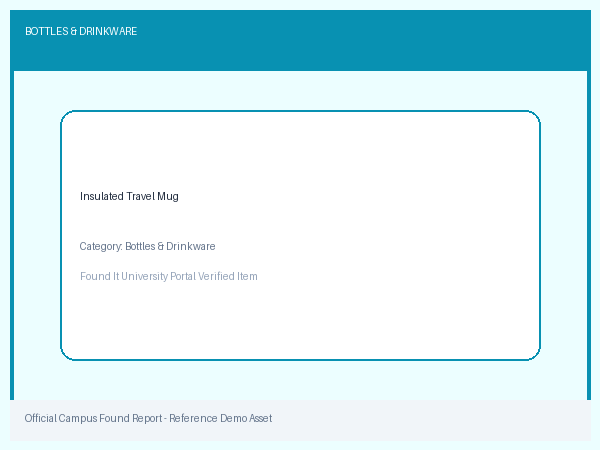 BOTTLES & DRINKWARE
Insulated Travel Mug
Category: Bottles & Drinkware
Found It University Portal Verified Item
Official Campus Found Report - Reference Demo Asset